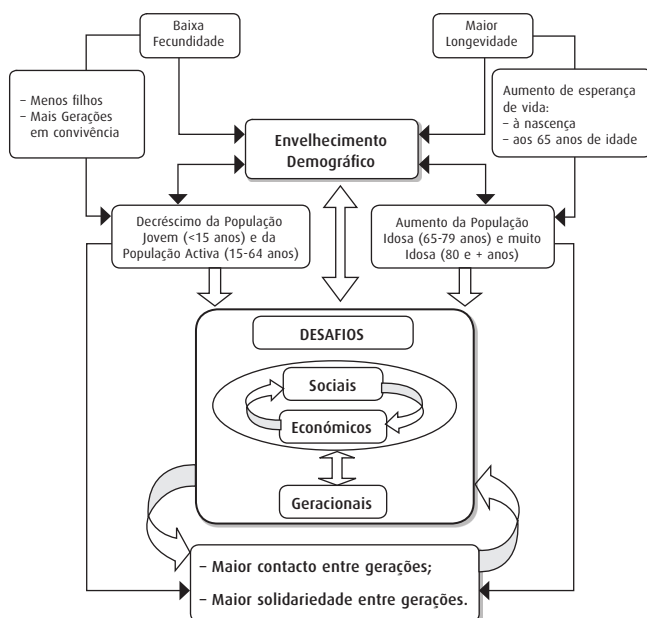 Baixa
Fecundidade
Maior
Longevidade
– Menos filhos
– Mais Gerações
em convivência
Aumento de esperança
de vida:
– à nascença
– aos 65 anos de idade
Envelhecimento
Demográfico
Decréscimo da População
Jovem (<15 anos) e da
População Activa (15-64 anos)
Aumento da População
Idosa (65-79 anos) e muito
Idosa (80 e + anos)
DESAFIOS
Sociais
Económicos
Geracionais
– Maior contacto entre gerações;
– Maior solidariedade entre gerações.